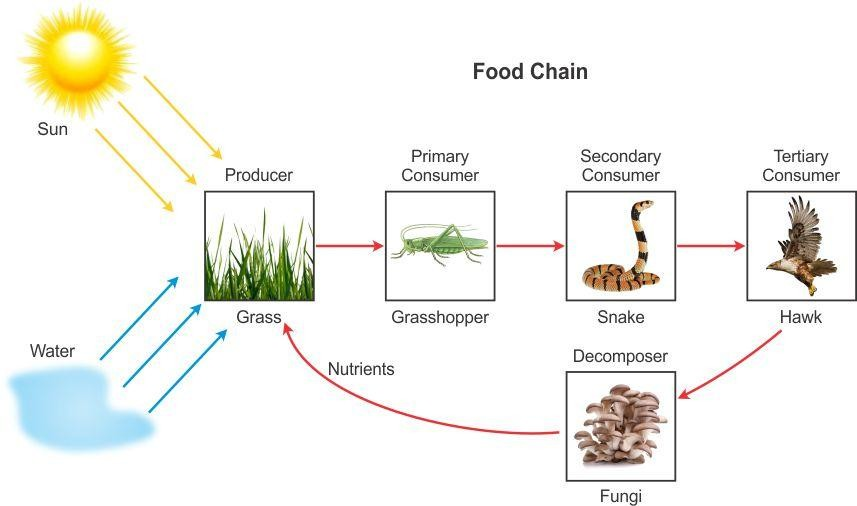 Food Chain
Sun
Producer
Primary
Consumer
Secondary
Consumer
Tertiary
Consumer
Grass
Grasshopper
Snake
Hawk
Water
Nutrients
Decomposer
Fungi